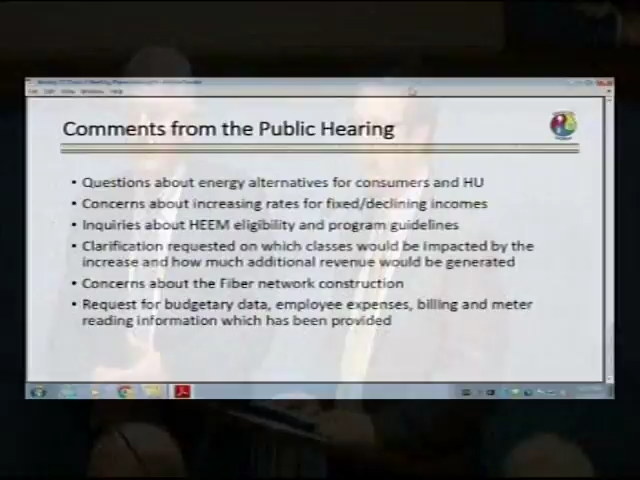 Comments from the Public Hearing
• Questions about energy alternatives for consumers and HU
• Concerns about increasing rates for fixed/declining incomes
• Inquiries about HEEM eligibility and program guidelines
• Clarification requested on which classes would be impacted by the
increase and how much additional revenue would be generated
• Concerns about the Fiber network construction
• Request for budgetary data, employee expenses, billing and meter
reading information which has been provided